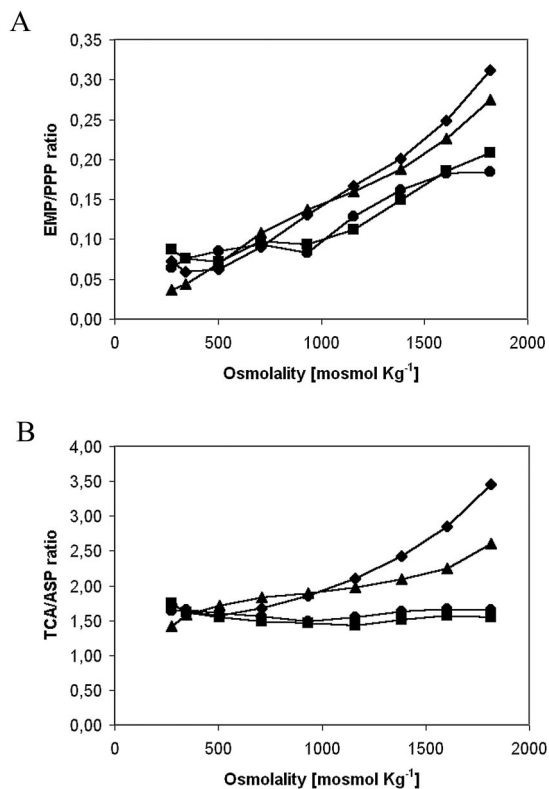 A
0,35
0,30
0,25
0,20
0,15
0,10
0,05
0,00
EMP/PPP ratio
0 500 1000 1500 2000
Osmolality [mosmol Kg⁻¹]
B
4,00
3,50
3,00
2,50
2,00
1,50
1,00
0,50
0,00
TCA/ASP ratio
0 500 1000 1500 2000
Osmolality [mosmol Kg⁻¹]